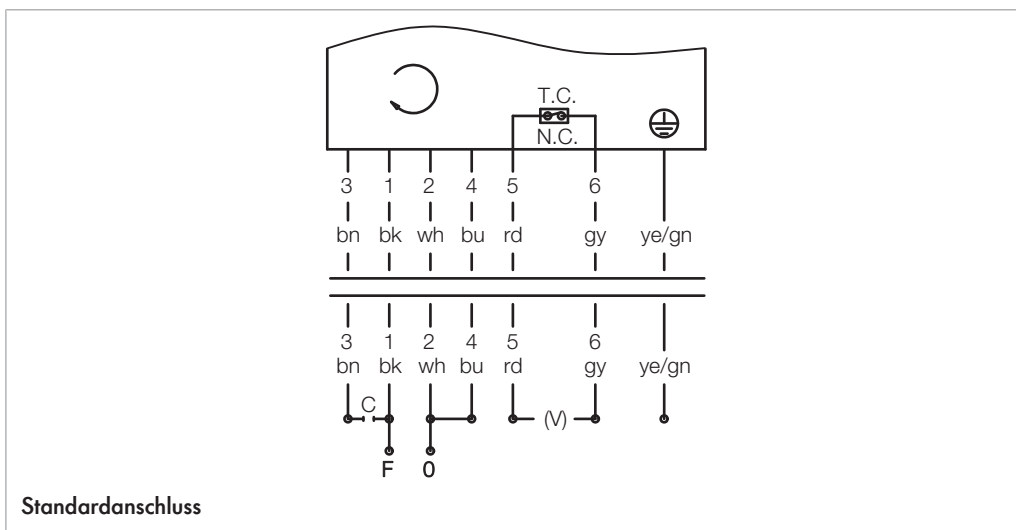 T.C.
N.C.
3 1 2 4 5 6
bn bk wh bu rd gy ye/gn
3 1 2 4 5 6
bn bk wh bu rd gy ye/gn
C (V)
F 0
Standardanschluss